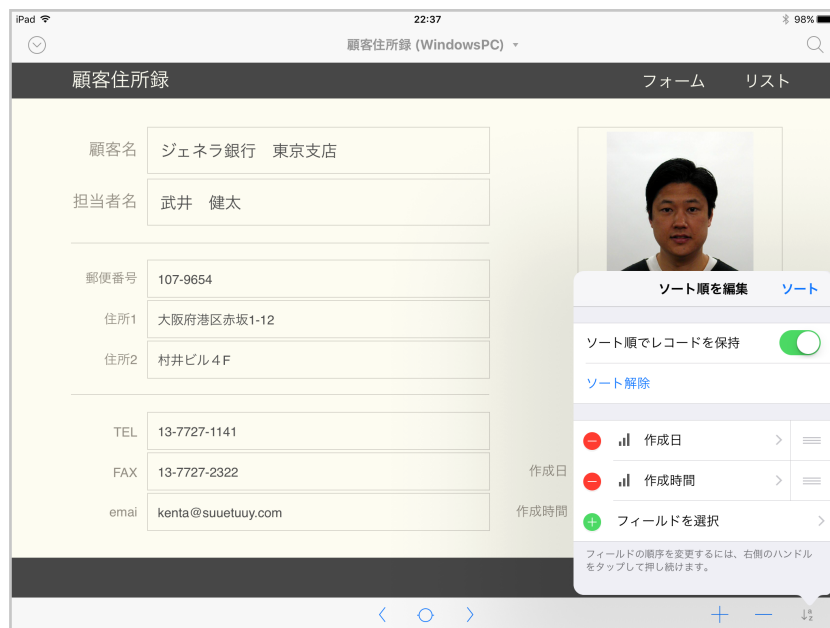 iPad 22:37 98%
顧客住所録 (WindowsPC)
顧客住所録 フォーム リスト
顧客名 ジェネラ銀行 東京支店
担当者名 武井 健太
郵便番号 107-9654
住所1 大阪府港区赤坂1-12
住所2 村井ビル４F
TEL 13-7727-1141
FAX 13-7727-2322
emai kenta@suuetuuy.com
作成日
作成時間
ソート順を編集 ソート
ソート順でレコードを保持
ソート解除
作成日
作成時間
フィールドを選択
フィールドの順序を変更するには、右側のハンドル
をタップして押し続けます。